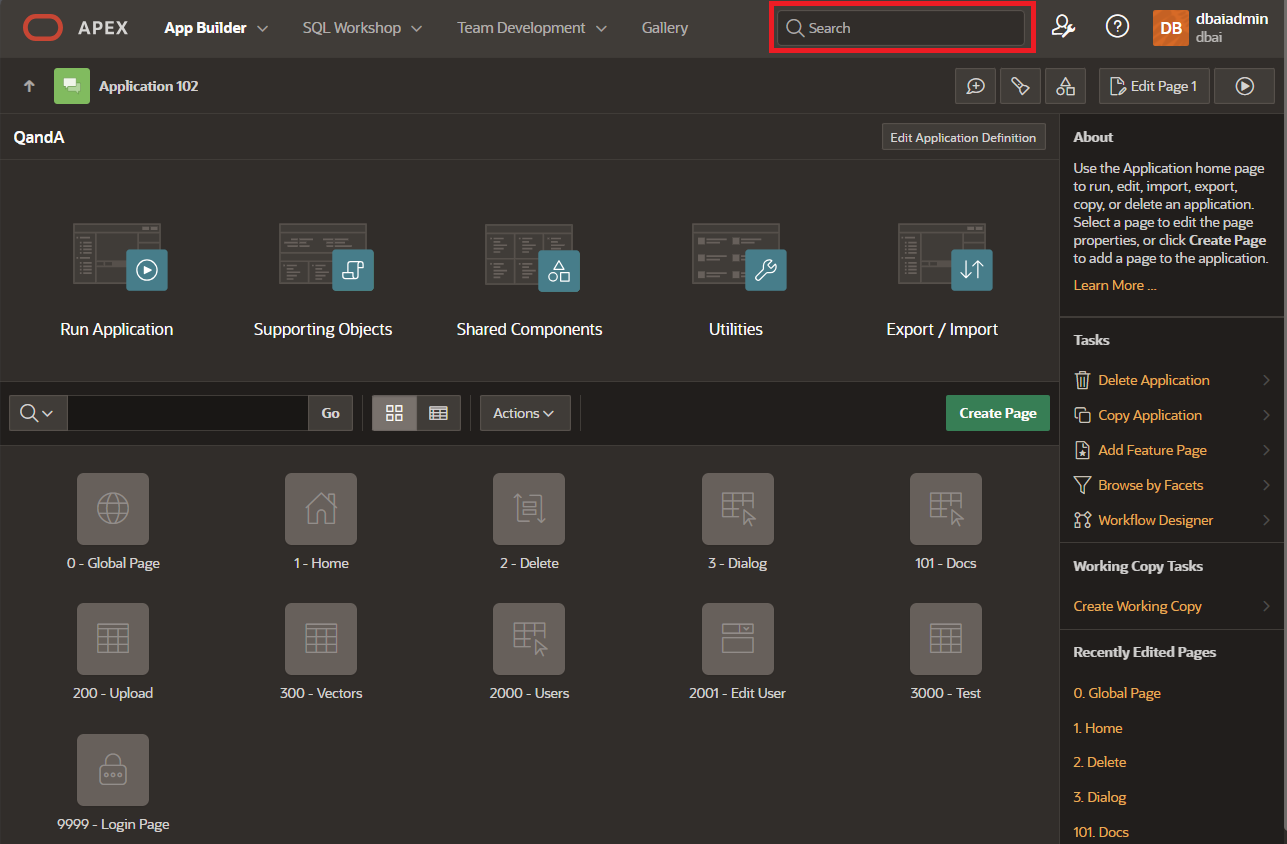 APEX App Builder SQL Workshop Team Development Gallery Search DB dbaiadmin
dbai
Application 102 Edit Page 1
QandA Edit Application Definition
Run Application Supporting Objects Shared Components Utilities Export / Import
Go Actions Create Page
0 - Global Page 1 - Home 2 - Delete 3 - Dialog 101 - Docs
200 - Upload 300 - Vectors 2000 - Users 2001 - Edit User 3000 - Test
9999 - Login Page
About
Use the Application home page
to run, edit, import, export,
copy, or delete an application.
Select a page to edit the page
properties, or click Create Page
to add a page to the application.
Learn More ...
Tasks
Delete Application
Copy Application
Add Feature Page
Browse by Facets
Workflow Designer
Working Copy Tasks
Create Working Copy
Recently Edited Pages
0. Global Page
1. Home
2. Delete
3. Dialog
101. Docs